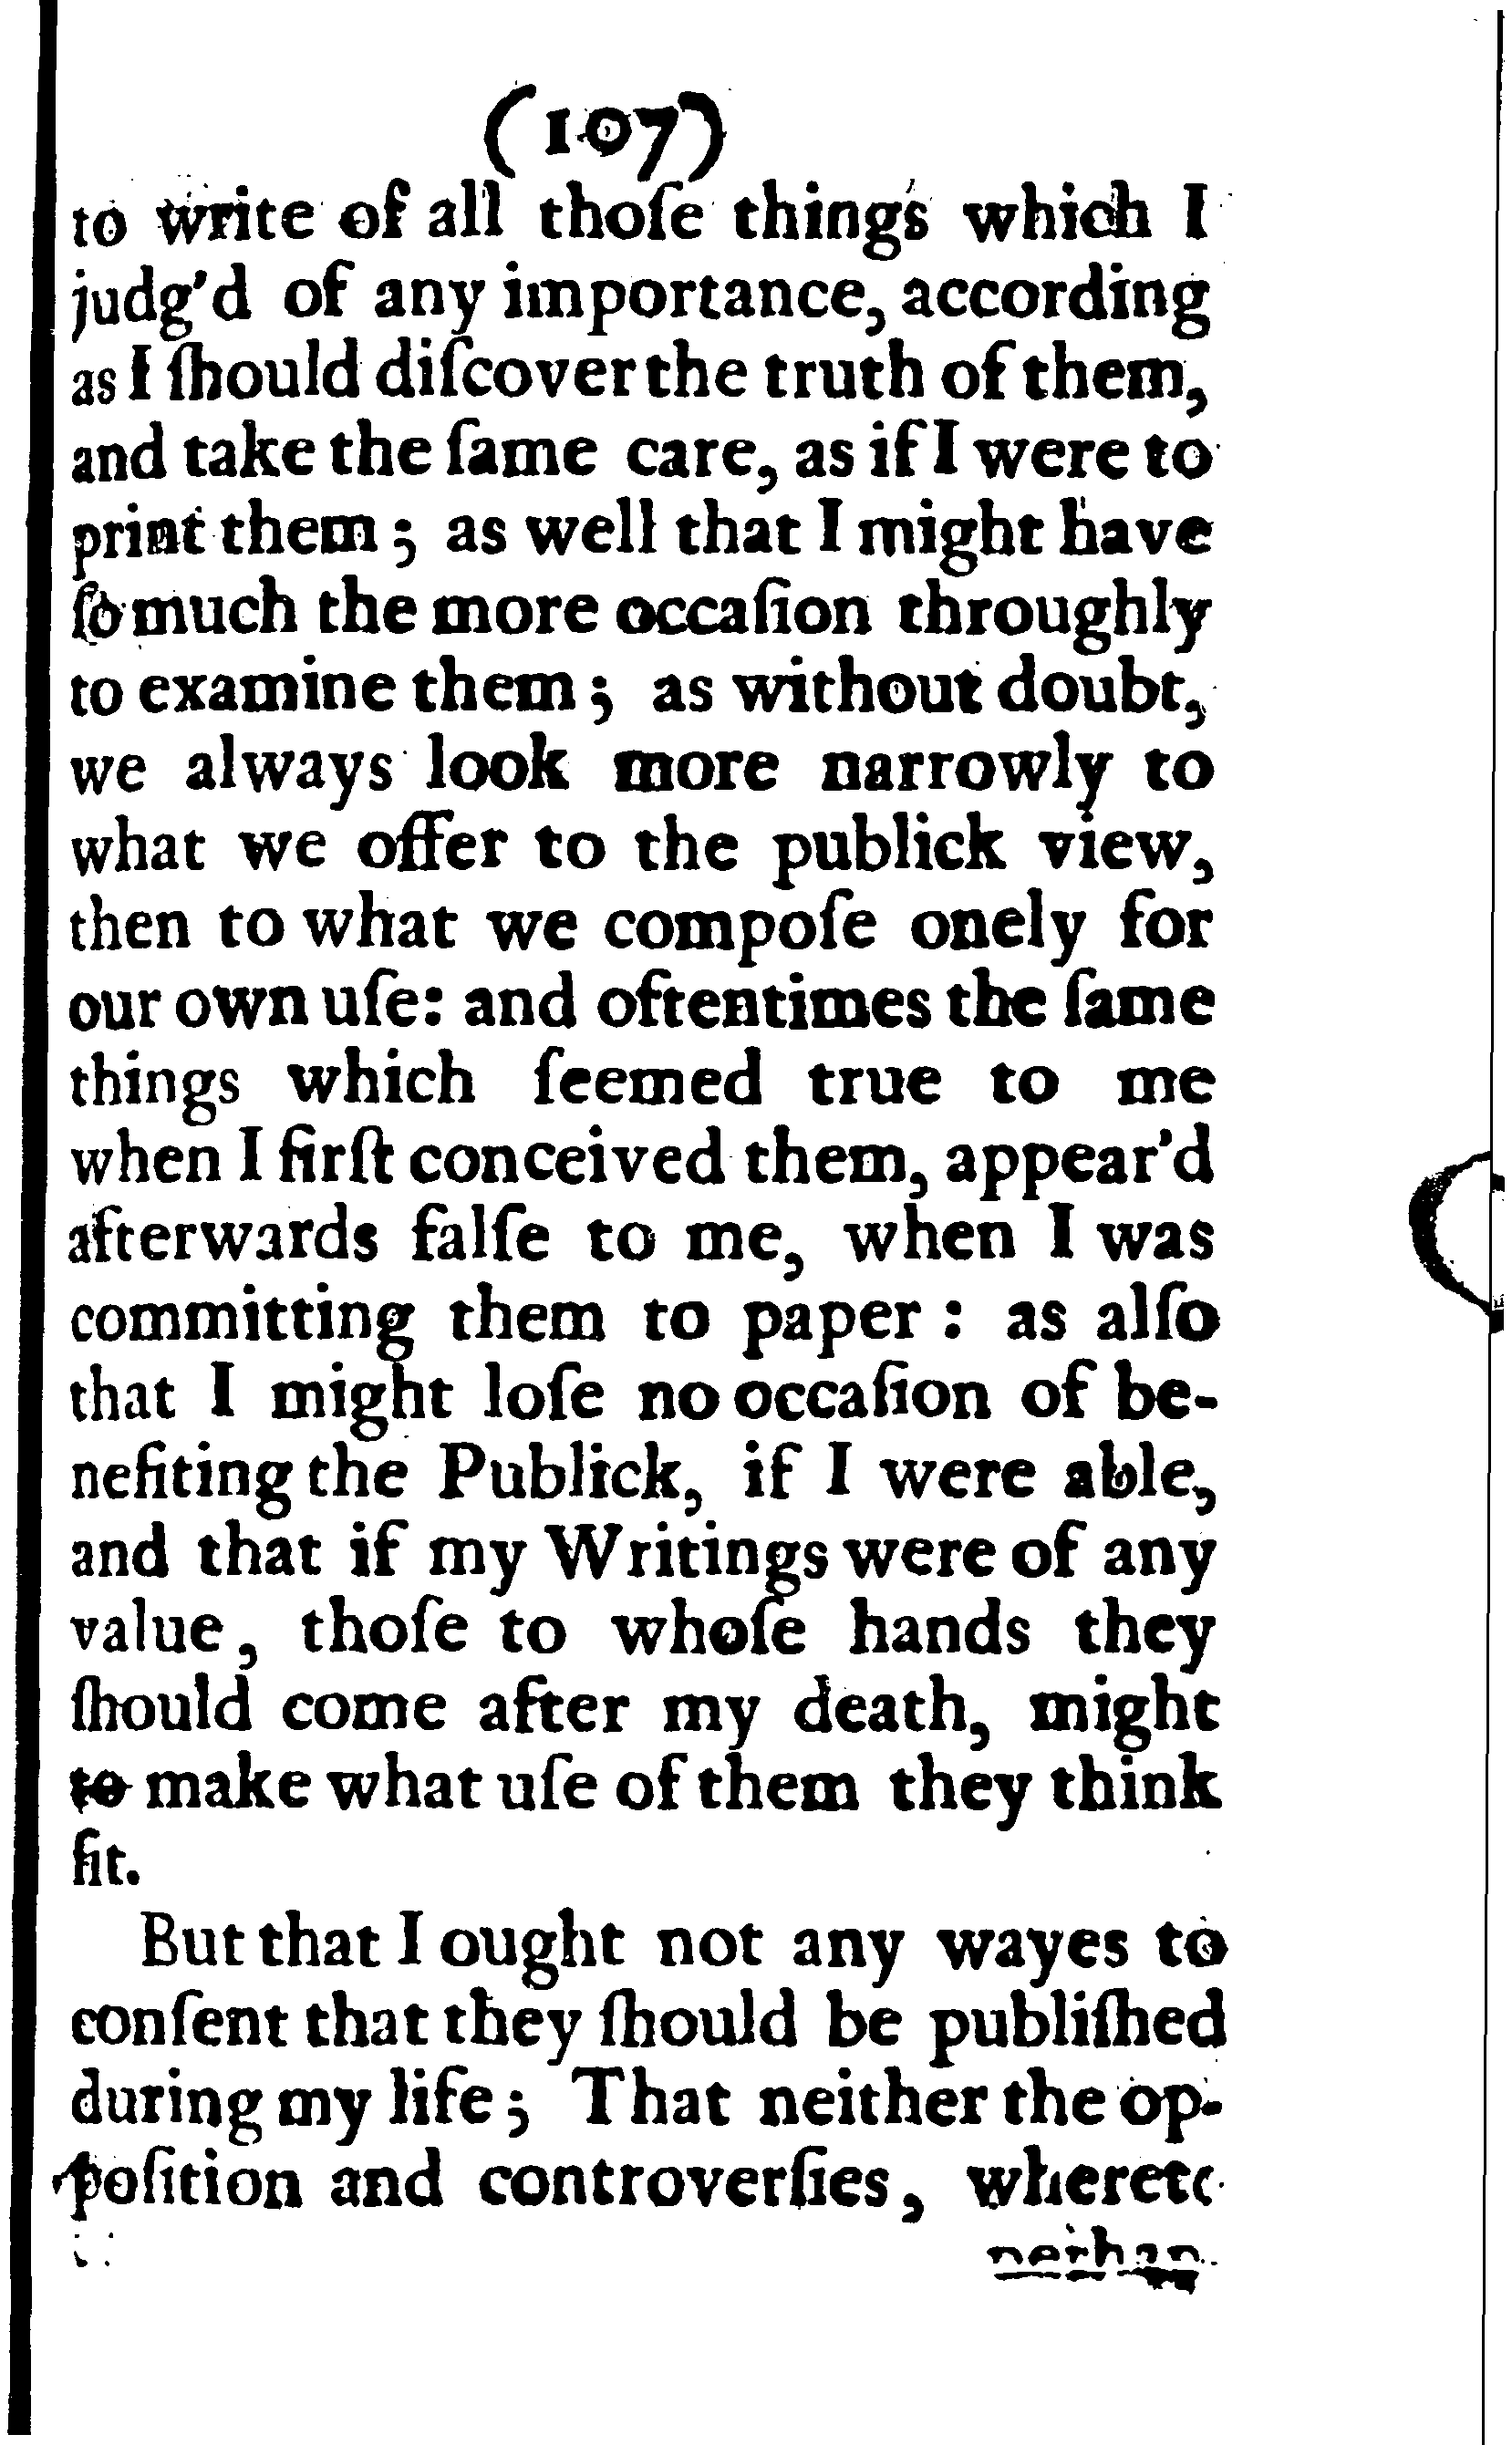 (107)
to write of all thoſe things which I
judg'd of any importance, according
as I ſhould diſcover the truth of them,
and take the ſame care, as if I were to
print them; as well that I might have
ſo much the more occaſion throughly
to examine them; as without doubt,
we always look more narrowly to
what we offer to the publick view,
then to what we compoſe onely for
our own uſe: and oftentimes the ſame
things which ſeemed true to me
when I firſt conceived them, appear'd
afterwards falſe to me, when I was
committing them to paper: as alſo
that I might loſe no occaſion of be-
nefiting the Publick, if I were able,
and that if my Writings were of any
value, thoſe to whoſe hands they
ſhould come after my death, might
to make what uſe of them they think
fit.
But that I ought not any wayes to
conſent that they ſhould be publiſhed
during my life; That neither the op-
poſition and controverſies, whereto
perhap